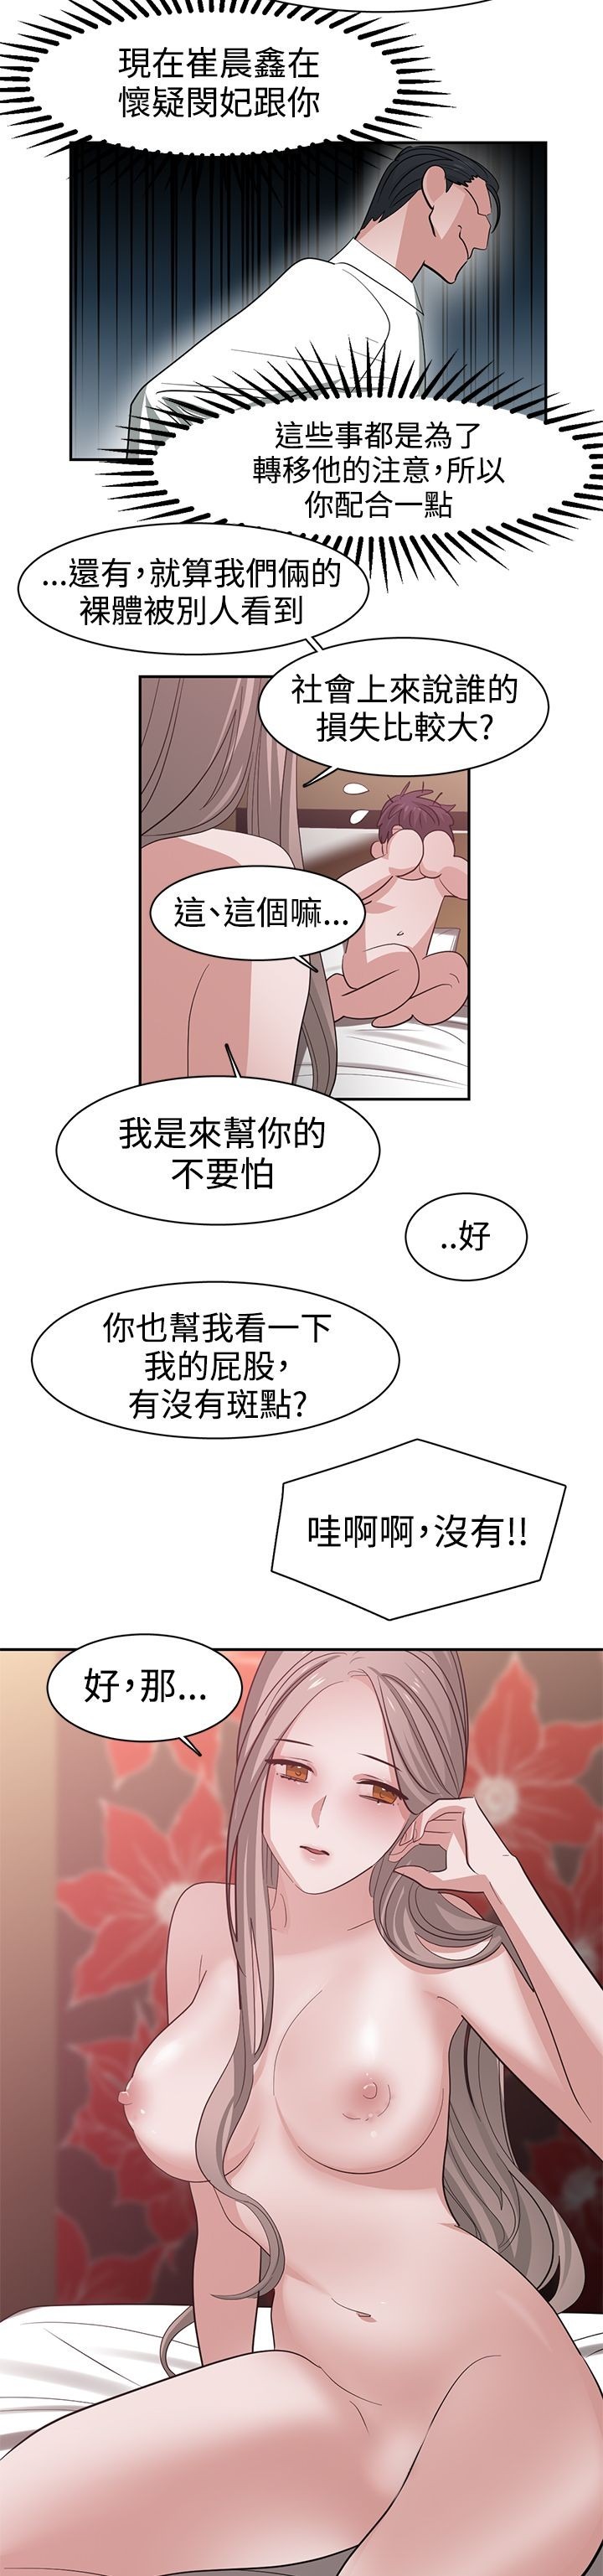 現在崔晨鑫在
懷疑閔妃跟你
這些事都是為了
轉移他的注意,所以
你配合一點
...還有,就算我們倆的
裸體被別人看到
社會上來說誰的
損失比較大?
這、這個嘛...
我是來幫你的
不要怕
..好
你也幫我看一下
我的屁股,
有沒有斑點?
哇啊啊,沒有!!
好,那...